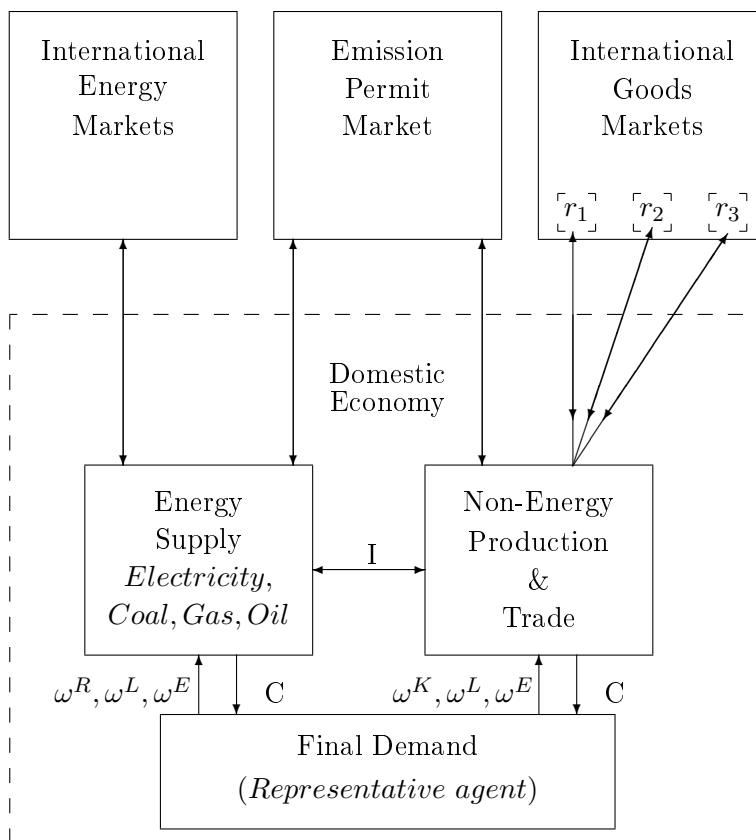 International
Energy
Markets
Emission
Permit
Market
International
Goods
Markets
r₁ r₂ r₃
Domestic
Economy
Energy
Supply
Electricity,
Coal, Gas, Oil
I
Non-Energy
Production
&
Trade
ωᴿ, ωᴸ, ωᴱ
C
ωᴷ, ωᴸ, ωᴱ
C
Final Demand
(Representative agent)